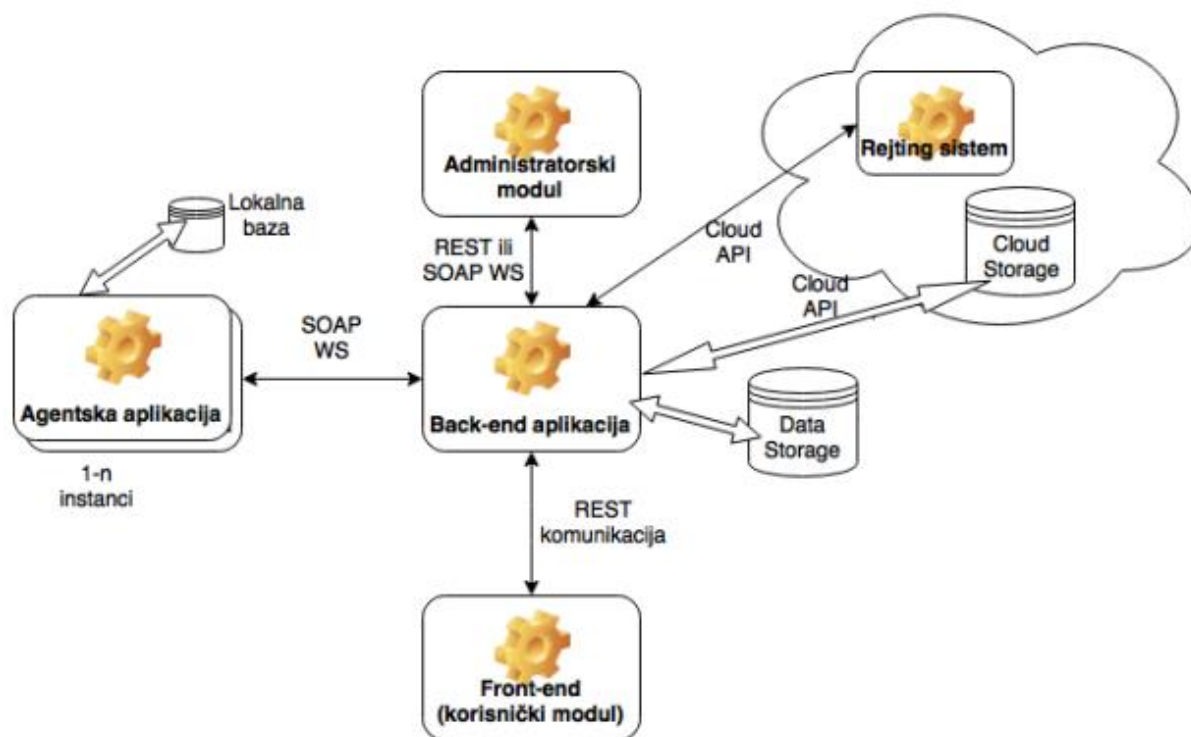 Administratorski
modul
Rejting sistem
Lokalna
baza
REST ili
SOAP WS
Cloud
API
Cloud
Storage
Cloud
API
SOAP
WS
Agentska aplikacija
Back-end aplikacija
Data
Storage
1-n
instanci
REST
komunikacija
Front-end
(korisnički modul)